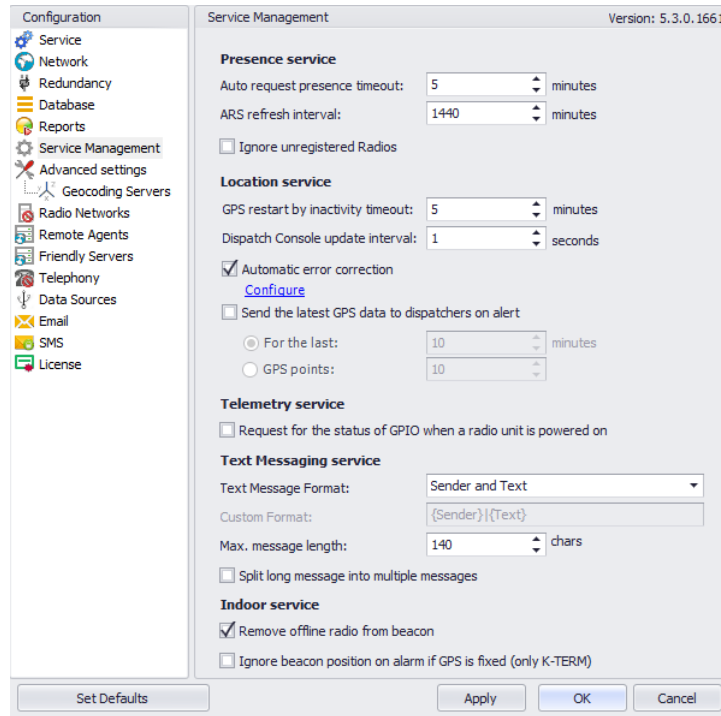 Configuration
Service
Network
Redundancy
Database
Reports
Service Management
Advanced settings
Geocoding Servers
Radio Networks
Remote Agents
Friendly Servers
Telephony
Data Sources
Email
SMS
License
Service Management Version: 5.3.0.1661
Presence service
Auto request presence timeout: 5 minutes
ARS refresh interval: 1440 minutes
Ignore unregistered Radios
Location service
GPS restart by inactivity timeout: 5 minutes
Dispatch Console update interval: 1 seconds
Automatic error correction
Configure
Send the latest GPS data to dispatchers on alert
For the last: 10 minutes
GPS points: 10
Telemetry service
Request for the status of GPIO when a radio unit is powered on
Text Messaging service
Text Message Format: Sender and Text
Custom Format: {Sender}|{Text}
Max. message length: 140 chars
Split long message into multiple messages
Indoor service
Remove offline radio from beacon
Ignore beacon position on alarm if GPS is fixed (only K-TERM)
Set Defaults Apply OK Cancel